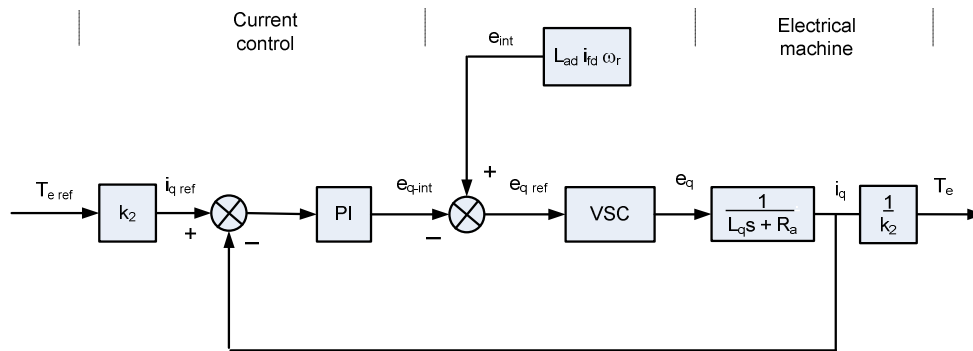 Current
control
Electrical
machine
e_int
L_ad i_fd ω_r
T_e ref
k_2
i_q ref
+
−
PI
e_q-int
−
+
e_q ref
VSC
e_q
1
L_q s + R_a
i_q
1
k_2
T_e